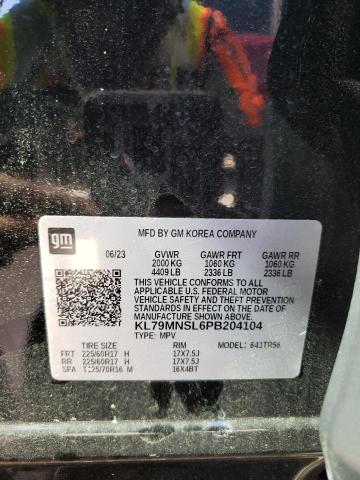 gm
MFD BY GM KOREA COMPANY
06/23 GVWR GAWR FRT GAWR RR
2000 KG 1060 KG 1060 KG
4409 LB 2336 LB 2336 LB
THIS VEHICLE CONFORMS TO ALL
APPLICABLE U.S. FEDERAL MOTOR
VEHICLE SAFETY, BUMPER, AND THEFT PREVENTION
STANDARDS IN EFFECT ON THE DATE OF
MANUFACTURE SHOWN ABOVE.
KL79MNSL6PB204104
TYPE: MPV
TIRE SIZE RIM MODEL: 641TR56
FRT 225/60R17 H 17X7.5J
RR 225/60R17 H 17X7.5J
SPA T125/70R16 M 16X4BT